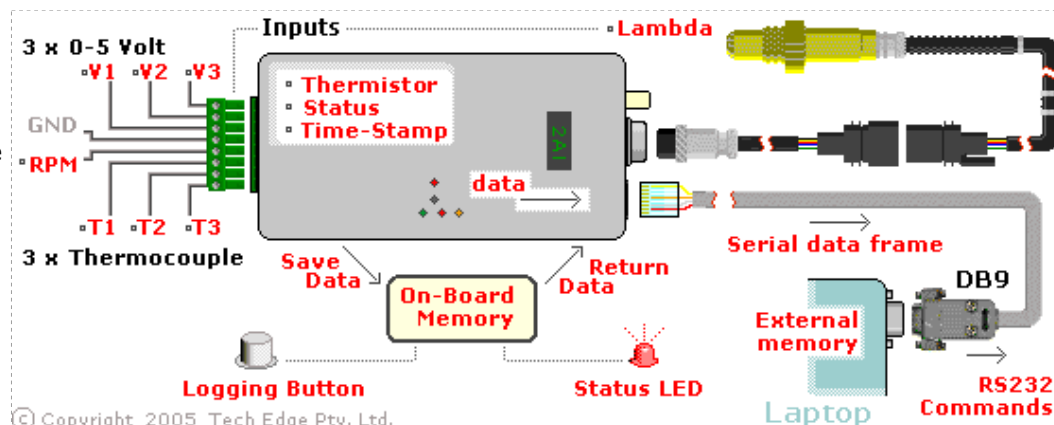 Inputs
Lambda
3 x 0-5 Volt
V1 V2 V3
GND
RPM
T1 T2 T3
3 x Thermocouple
Thermistor
Status
Time-Stamp
2A1
data
Serial data frame
Save
Data
Return
Data
On-Board
Memory
Logging Button
Status LED
DB9
External
memory
RS232
Commands
Laptop
© Copyright 2005 Tech Edge Pty. Ltd.